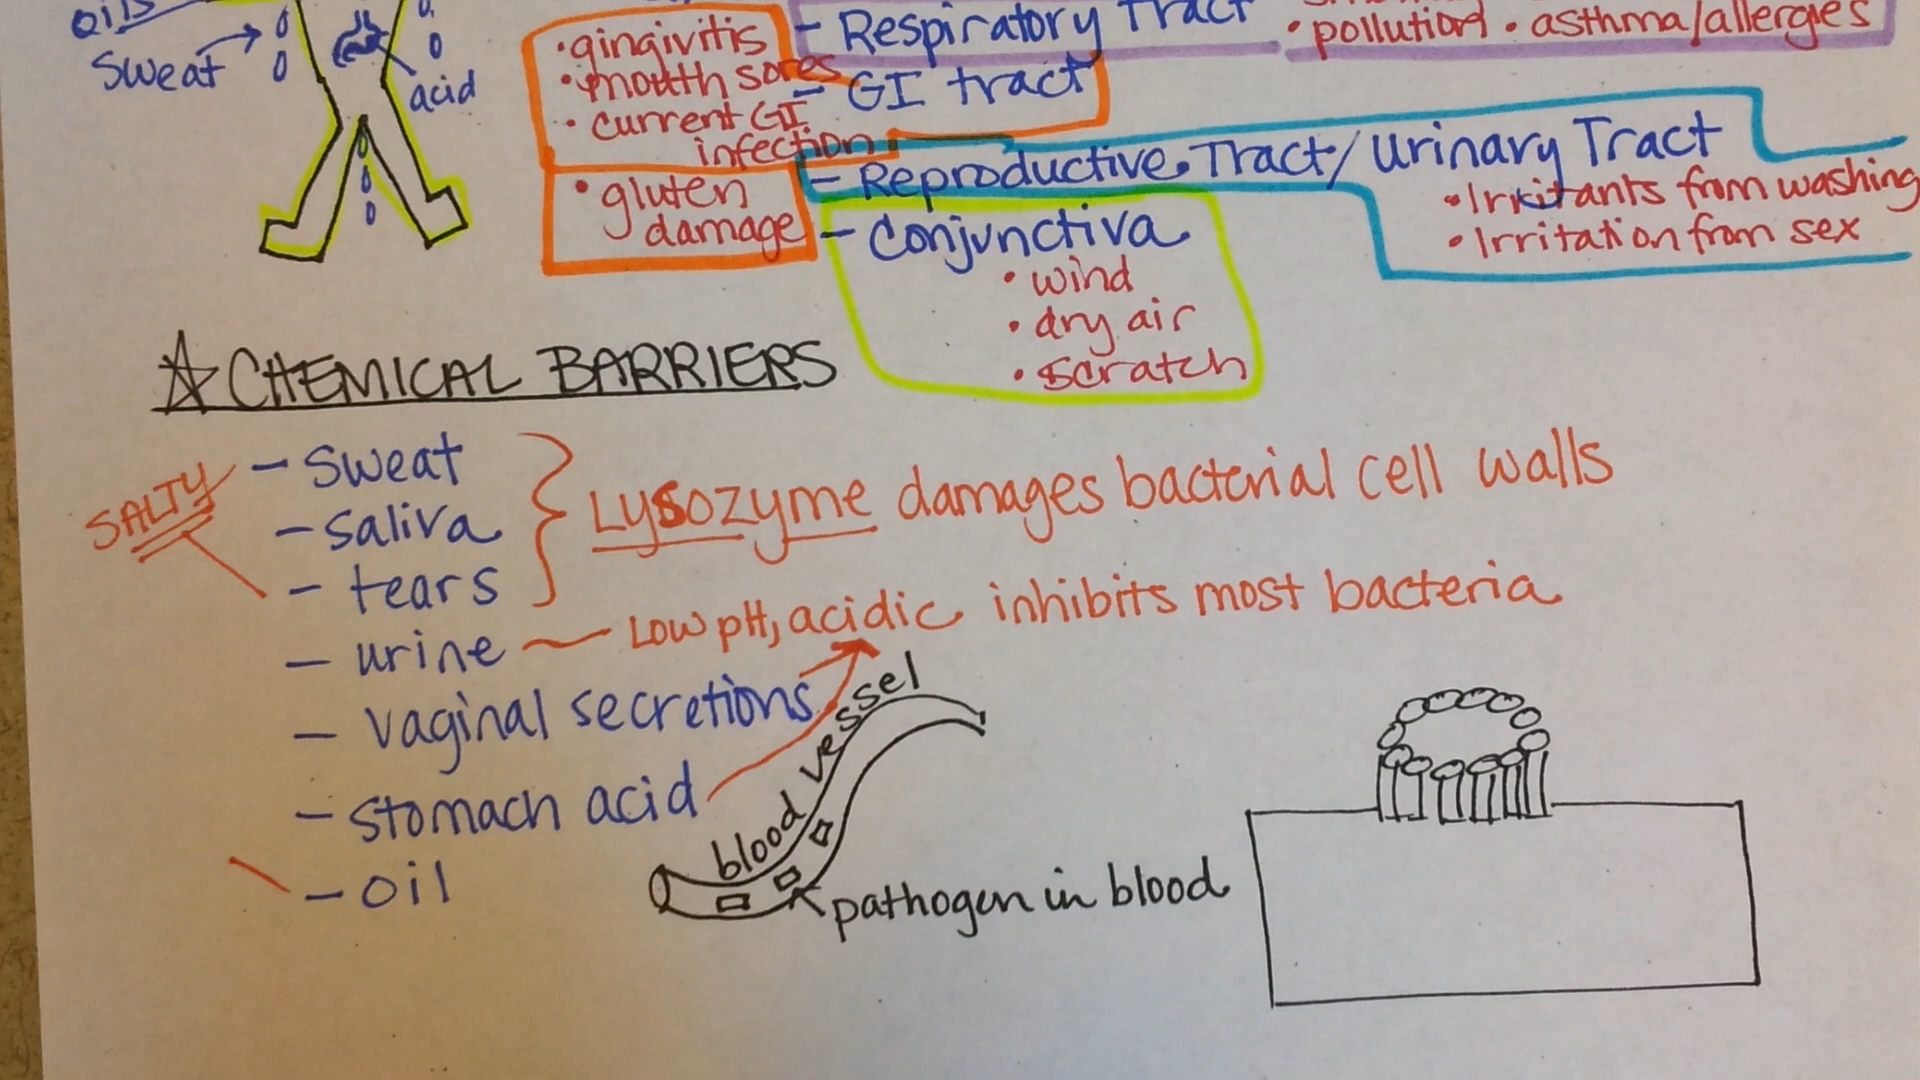 oils
sweat
acid
• gingivitis
• mouth sores
• current GI
infection
• gluten
damage
- Respiratory Tract
• pollution • asthma/allergies
- GI tract
- Reproductive Tract/Urinary Tract
• Irritants from washing
• Irritation from sex
- Conjunctiva
• wind
• dry air
• scratch
☆ CHEMICAL BARRIERS
SALTY
- sweat
- saliva
- tears
Lysozyme damages bacterial cell walls
- urine
Low pH, acidic inhibits most bacteria
- vaginal secretions
- stomach acid
- oil
blood vessel
pathogen in blood